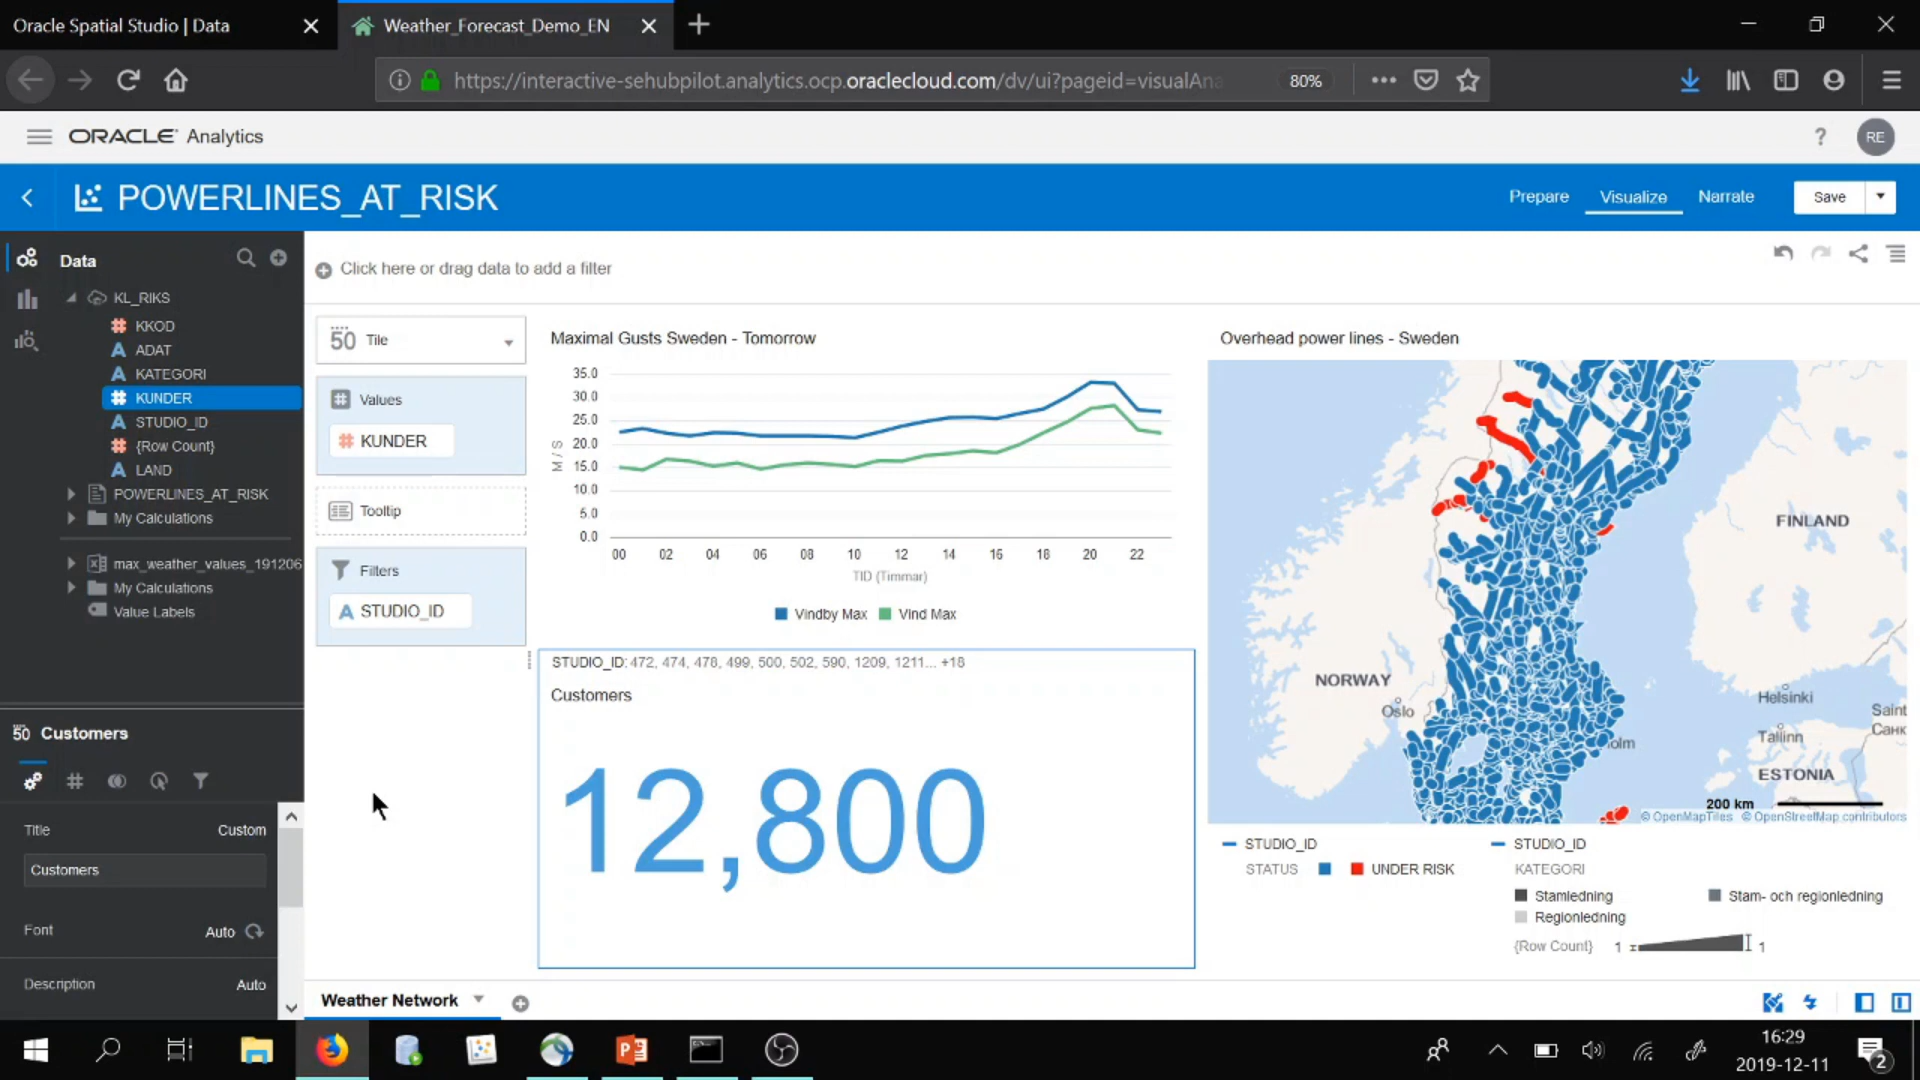 Oracle Spatial Studio | Data
Weather_Forecast_Demo_EN
https://interactive-sehubpilot.analytics.ocp.oraclecloud.com/dv/ui?pageid=visualAna
80%
ORACLE Analytics
?
RE
POWERLINES_AT_RISK
Prepare
Visualize
Narrate
Save
Data
KL_RIKS
KKOD
A ADAT
A KATEGORI
KUNDER
A STUDIO_ID
{Row Count}
A LAND
POWERLINES_AT_RISK
My Calculations
max_weather_values_191206
My Calculations
Value Labels
50 Customers
Title
Custom
Customers
Font
Auto
Description
Auto
Click here or drag data to add a filter
50 Tile
Values
KUNDER
Tooltip
Filters
A STUDIO_ID
Maximal Gusts Sweden - Tomorrow
35.0
30.0
25.0
20.0
15.0
10.0
5.0
0.0
M / S
00 02 04 06 08 10 12 14 16 18 20 22
TID (Timmar)
Vindby Max
Vind Max
STUDIO_ID: 472, 474, 478, 499, 500, 502, 590, 1209, 1211... +18
Customers
12,800
Overhead power lines - Sweden
FINLAND
NORWAY
Oslo
Helsinki
Saint
Санк
Tallinn
olm
ESTONIA
200 km
© OpenMapTiles © OpenStreetMap contributors
STUDIO_ID
STATUS
UNDER RISK
STUDIO_ID
KATEGORI
Stamledning
Stam- och regionledning
Regionledning
{Row Count} 1 1
Weather Network
16:29
2019-12-11
2